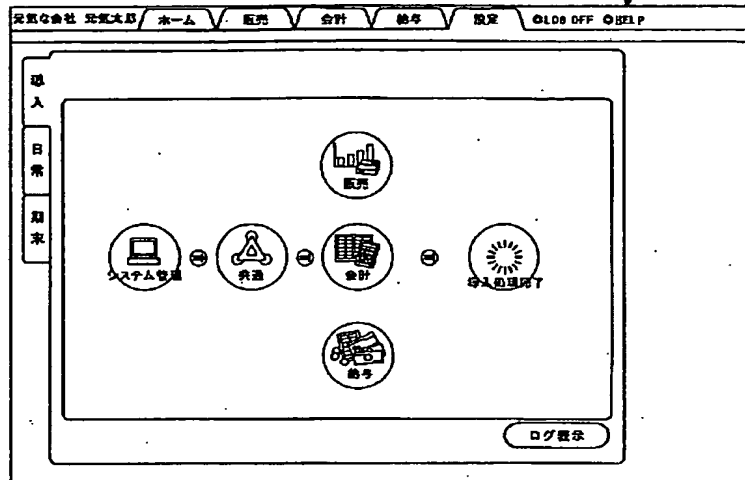 元気な会社 元気太郎 ホーム 販売 会計 給与 設定 OLOG OFF OHELP
導入
日常
期末
販売
システム管理 共通 会計 導入処理完了
給与
ログ表示